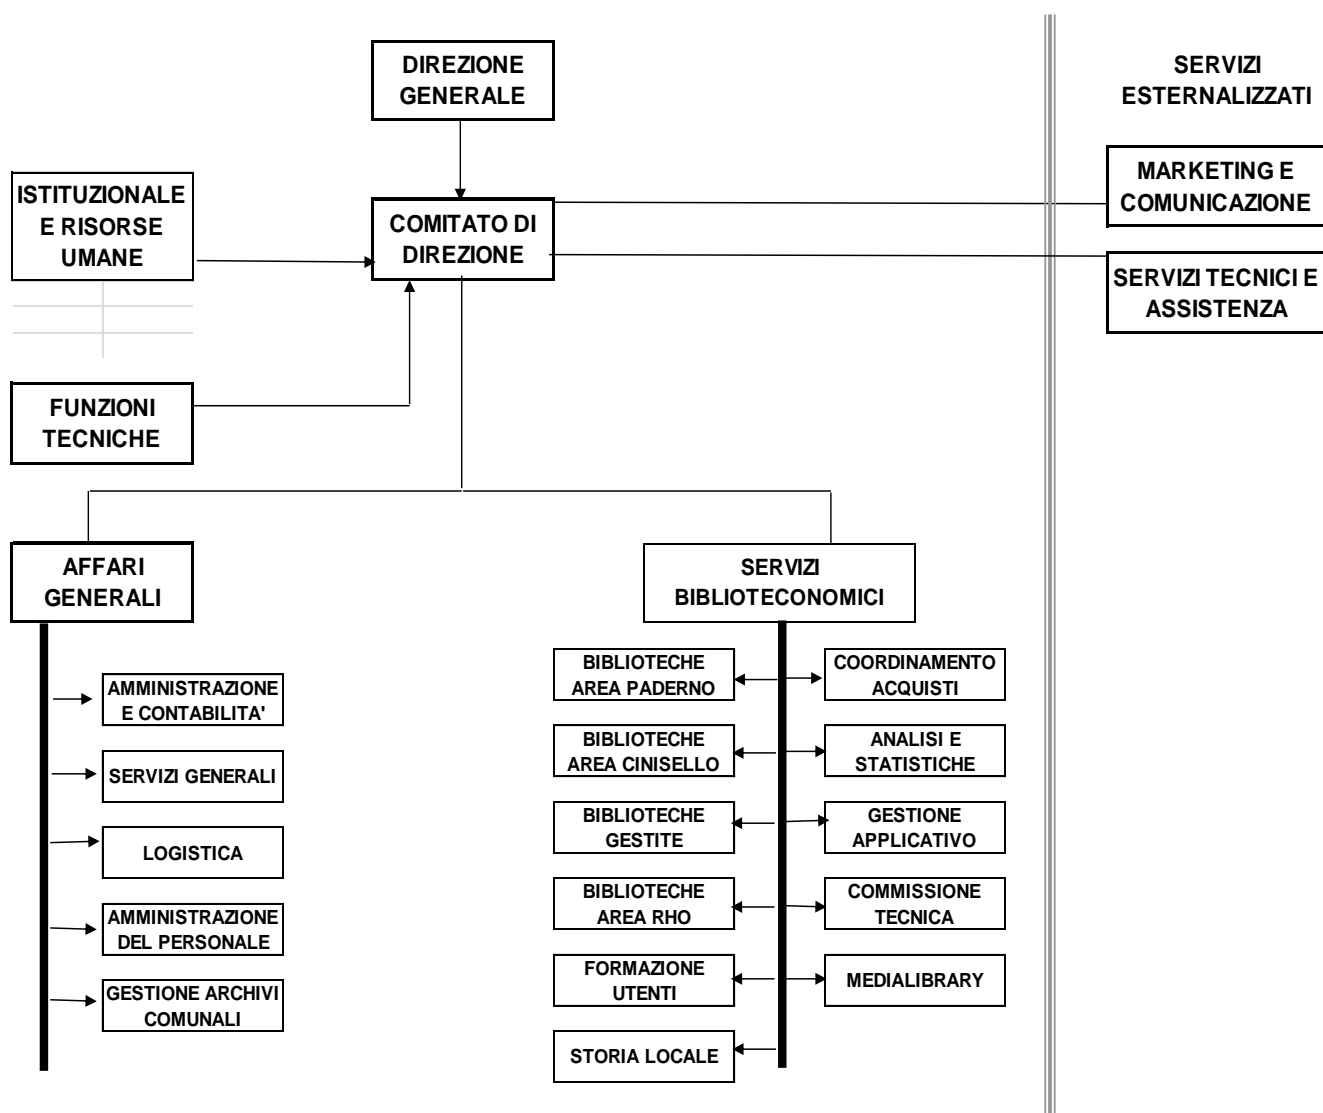 DIREZIONE
GENERALE
SERVIZI
ESTERNALIZZATI
ISTITUZIONALE
E RISORSE
UMANE
COMITATO DI
DIREZIONE
MARKETING E
COMUNICAZIONE
SERVIZI TECNICI E
ASSISTENZA
FUNZIONI
TECNICHE
AFFARI
GENERALI
SERVIZI
BIBLIOTECONOMICI
AMMINISTRAZIONE
E CONTABILITA'
SERVIZI GENERALI
LOGISTICA
AMMINISTRAZIONE
DEL PERSONALE
GESTIONE ARCHIVI
COMUNALI
BIBLIOTECHE
AREA PADERNO
COORDINAMENTO
ACQUISTI
BIBLIOTECHE
AREA CINISELLO
ANALISI E
STATISTICHE
BIBLIOTECHE
GESTITE
GESTIONE
APPLICATIVO
BIBLIOTECHE
AREA RHO
COMMISSIONE
TECNICA
FORMAZIONE
UTENTI
MEDIALIBRARY
STORIA LOCALE